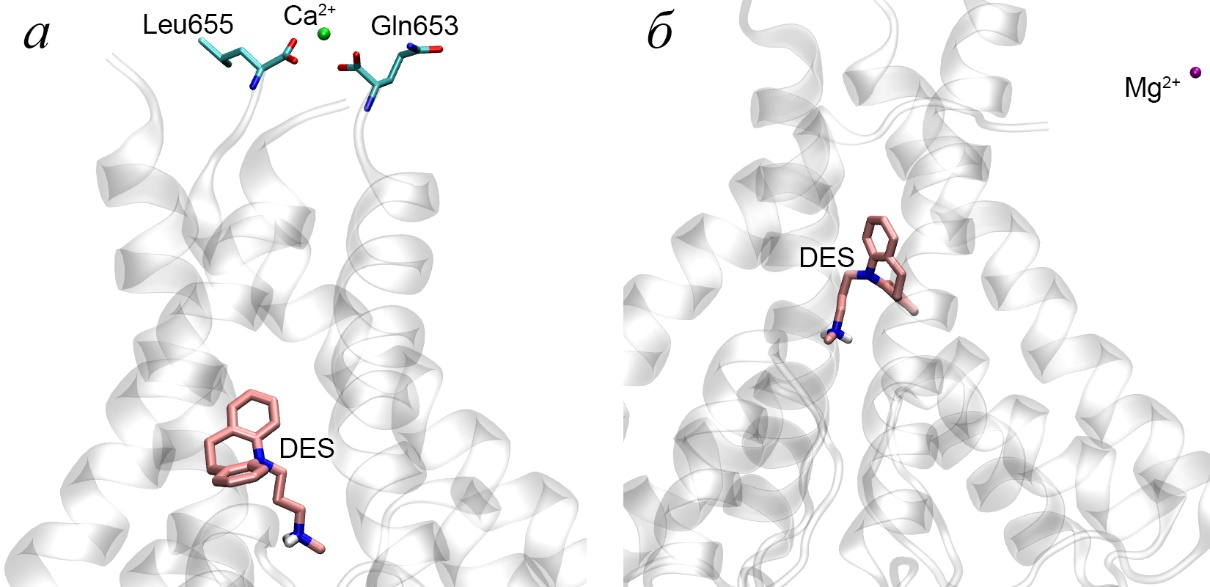 а
Leu655
Ca²⁺
Gln653
DES
б
Mg²⁺
DES